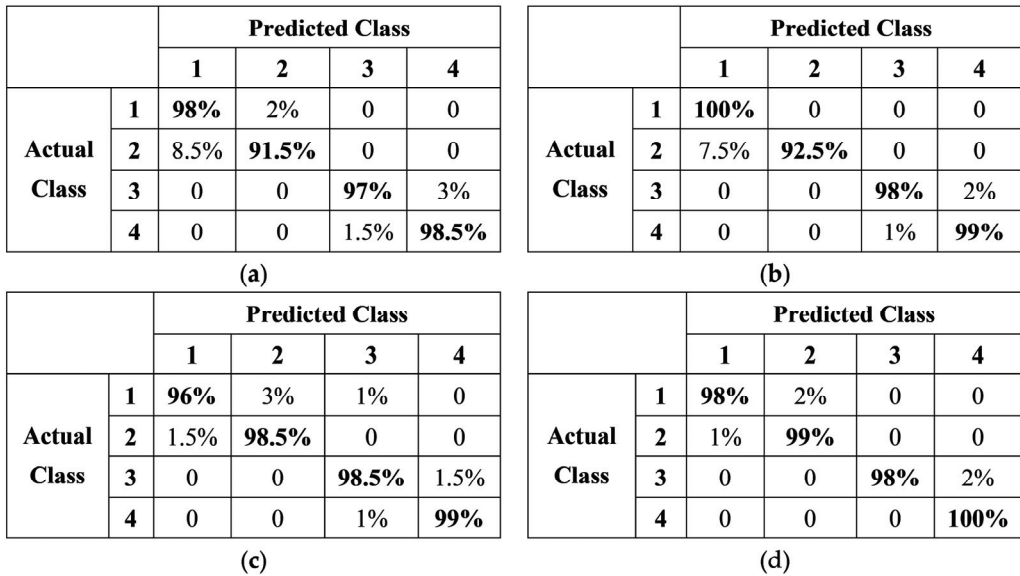 Predicted Class
1 2 3 4
Actual Class
1 98% 2% 0 0
2 8.5% 91.5% 0 0
3 0 0 97% 3%
4 0 0 1.5% 98.5%
(a)
Predicted Class
1 2 3 4
Actual Class
1 100% 0 0 0
2 7.5% 92.5% 0 0
3 0 0 98% 2%
4 0 0 1% 99%
(b)
Predicted Class
1 2 3 4
Actual Class
1 96% 3% 1% 0
2 1.5% 98.5% 0 0
3 0 0 98.5% 1.5%
4 0 0 1% 99%
(c)
Predicted Class
1 2 3 4
Actual Class
1 98% 2% 0 0
2 1% 99% 0 0
3 0 0 98% 2%
4 0 0 0 100%
(d)